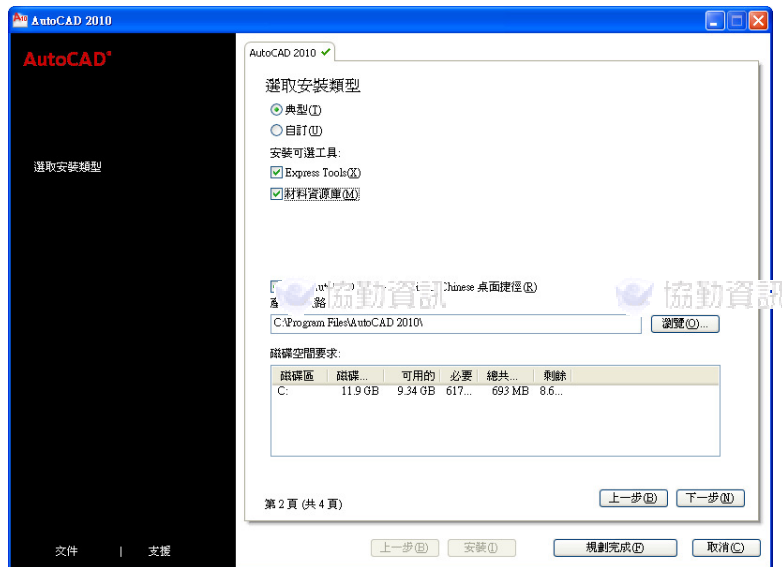 AutoCAD 2010
AutoCAD
AutoCAD 2010
選取安裝類型
典型(T)
自訂(U)
安裝可選工具:
選取安裝類型
Express Tools(X)
材料資源庫(M)
Chinese 桌面捷徑(R)
協勤資訊 協勤資訊
路
C:\Program Files\AutoCAD 2010\ 瀏覽(O)...
磁碟空間要求:
磁碟區 磁碟... 可用的 必要 總共... 剩餘
C: 11.9 GB 9.34 GB 617... 693 MB 8.6...
第 2 頁 (共 4 頁) 上一步(B) 下一步(N)
文件 | 支援 上一步(B) 安裝(I) 規劃完成(F) 取消(C)